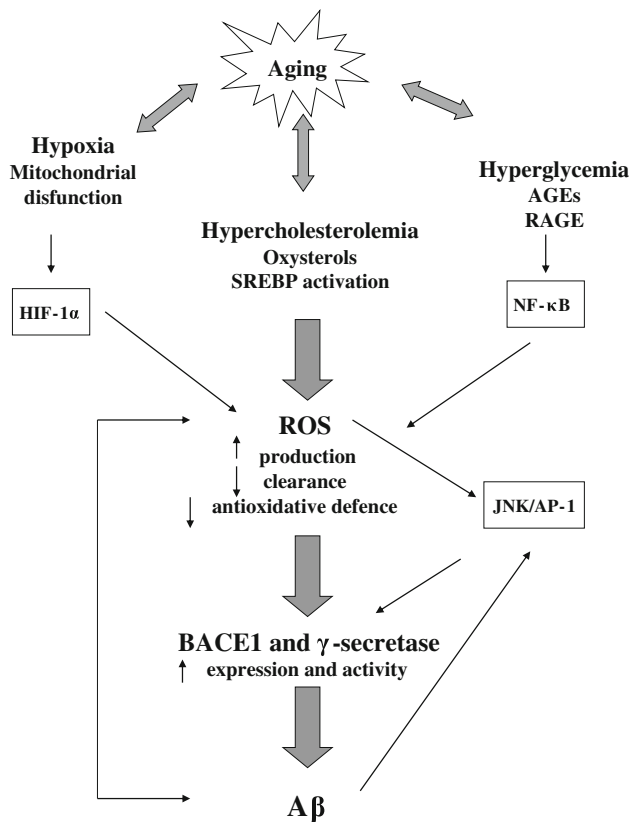 Aging
Hypoxia
Mitochondrial
disfunction
Hyperglycemia
AGEs
RAGE
Hypercholesterolemia
Oxysterols
SREBP activation
HIF-1α
NF-κB
ROS
production
clearance
antioxidative defence
JNK/AP-1
BACE1 and γ-secretase
expression and activity
Aβ